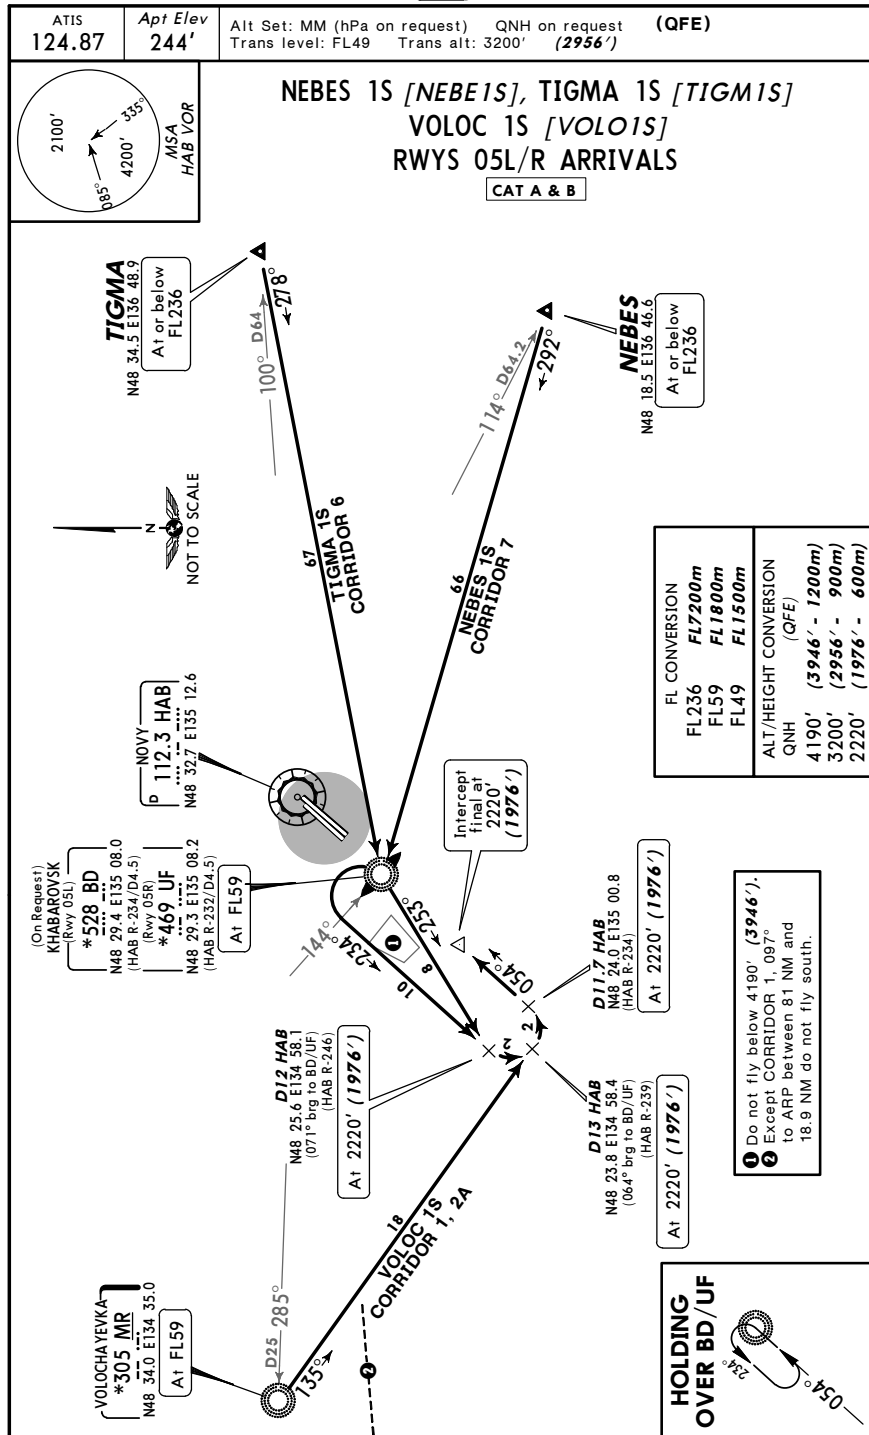 ATIS
124.87
Apt Elev
244'
Alt Set: MM (hPa on request) QNH on request (QFE)
Trans level: FL49 Trans alt: 3200' (2956')
2100'
4200'
335°
085°
MSA
HAB VOR
NEBES 1S [NEBE1S], TIGMA 1S [TIGM1S]
VOLOC 1S [VOLO1S]
RWYS 05L/R ARRIVALS
CAT A & B
TIGMA
N48 34.5 E136 48.9
At or below
FL236
278°
100° D64
NEBES
N48 18.5 E136 46.6
At or below
FL236
292°
114° D64.2
N
NOT TO SCALE
67
TIGMA 1S
CORRIDOR 6
66
NEBES 1S
CORRIDOR 7
NOVY
D 112.3 HAB
N48 32.7 E135 12.6
(On Request)
KHABAROVSK
(Rwy 05L)
*528 BD
N48 29.4 E135 08.0
(HAB R-234/D4.5)
(Rwy 05R)
*469 UF
N48 29.3 E135 08.2
(HAB R-232/D4.5)
At FL59
Intercept
final at
2220'
(1976')
144°
234°
253°
1
10
8
054°
2
2
D12 HAB
N48 25.6 E134 58.1
(071° brg to BD/UF)
(HAB R-246)
At 2220' (1976')
D11.7 HAB
N48 24.0 E135 00.8
(HAB R-234)
At 2220' (1976')
D13 HAB
N48 23.8 E134 58.4
(064° brg to BD/UF)
(HAB R-239)
At 2220' (1976')
18
VOLOC 1S
CORRIDOR 1, 2A
VOLOCHAYEVKA
*305 MR
N48 34.0 E134 35.0
At FL59
D25 285°
135°
2
FL CONVERSION
FL236 FL7200m
FL59 FL1800m
FL49 FL1500m
ALT/HEIGHT CONVERSION
QNH (QFE)
4190' (3946' - 1200m)
3200' (2956' - 900m)
2220' (1976' - 600m)
1 Do not fly below 4190' (3946').
2 Except CORRIDOR 1, 097°
to ARP between 81 NM and
18.9 NM do not fly south.
HOLDING
OVER BD/UF
234°
054°